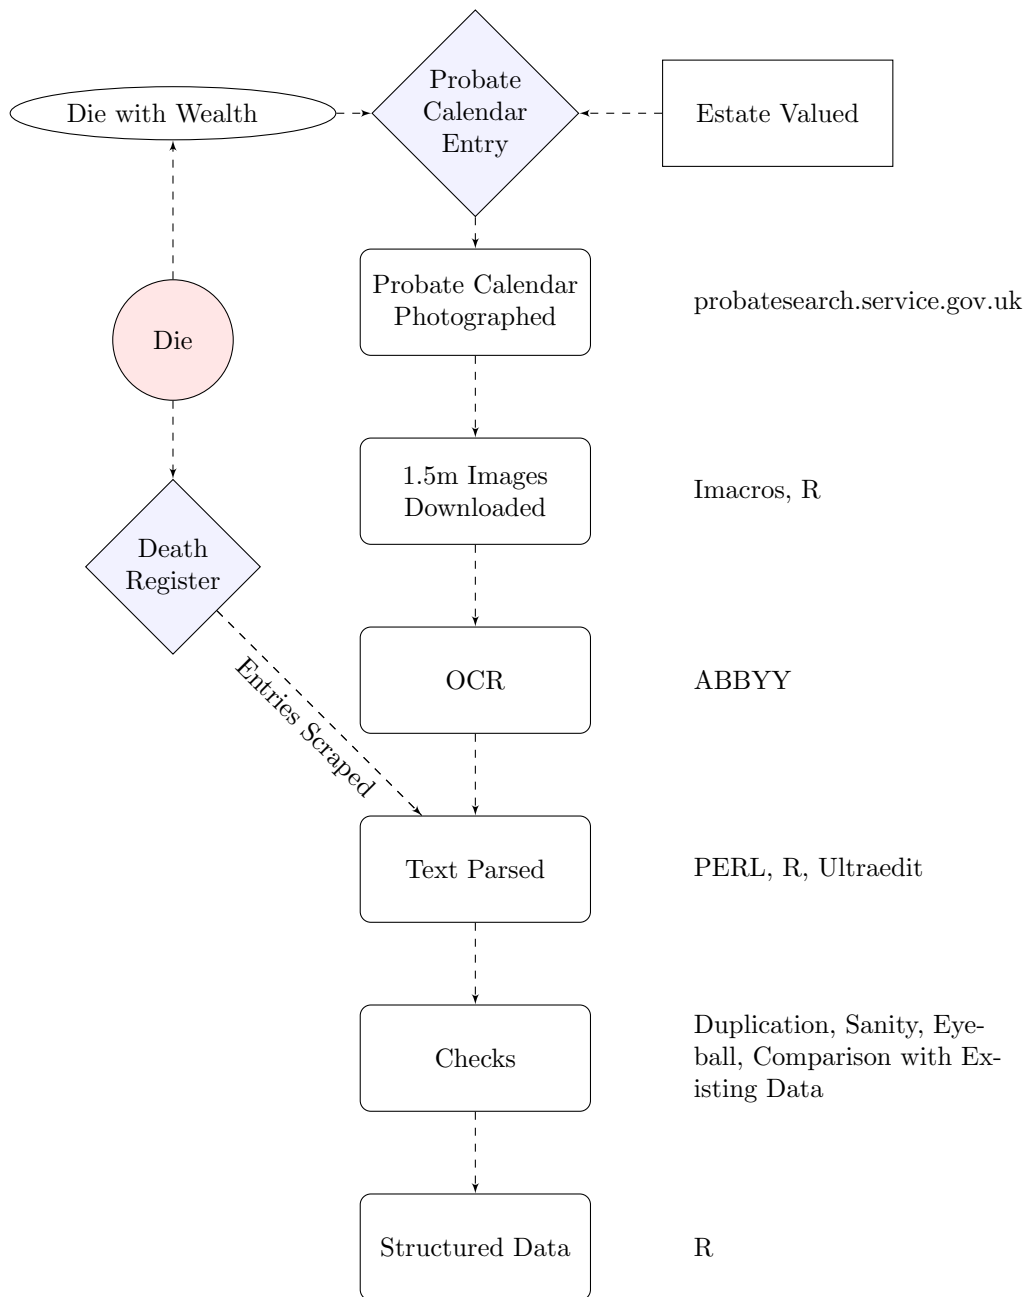 Probate
Calendar
Entry
Die with Wealth
Estate Valued
Probate Calendar
Photographed
probatesearch.service.gov.uk
Die
1.5m Images
Downloaded
Imacros, R
Death
Register
Entries Scraped
OCR
ABBYY
Text Parsed
PERL, R, Ultraedit
Checks
Duplication, Sanity, Eye-
ball, Comparison with Ex-
isting Data
Structured Data
R